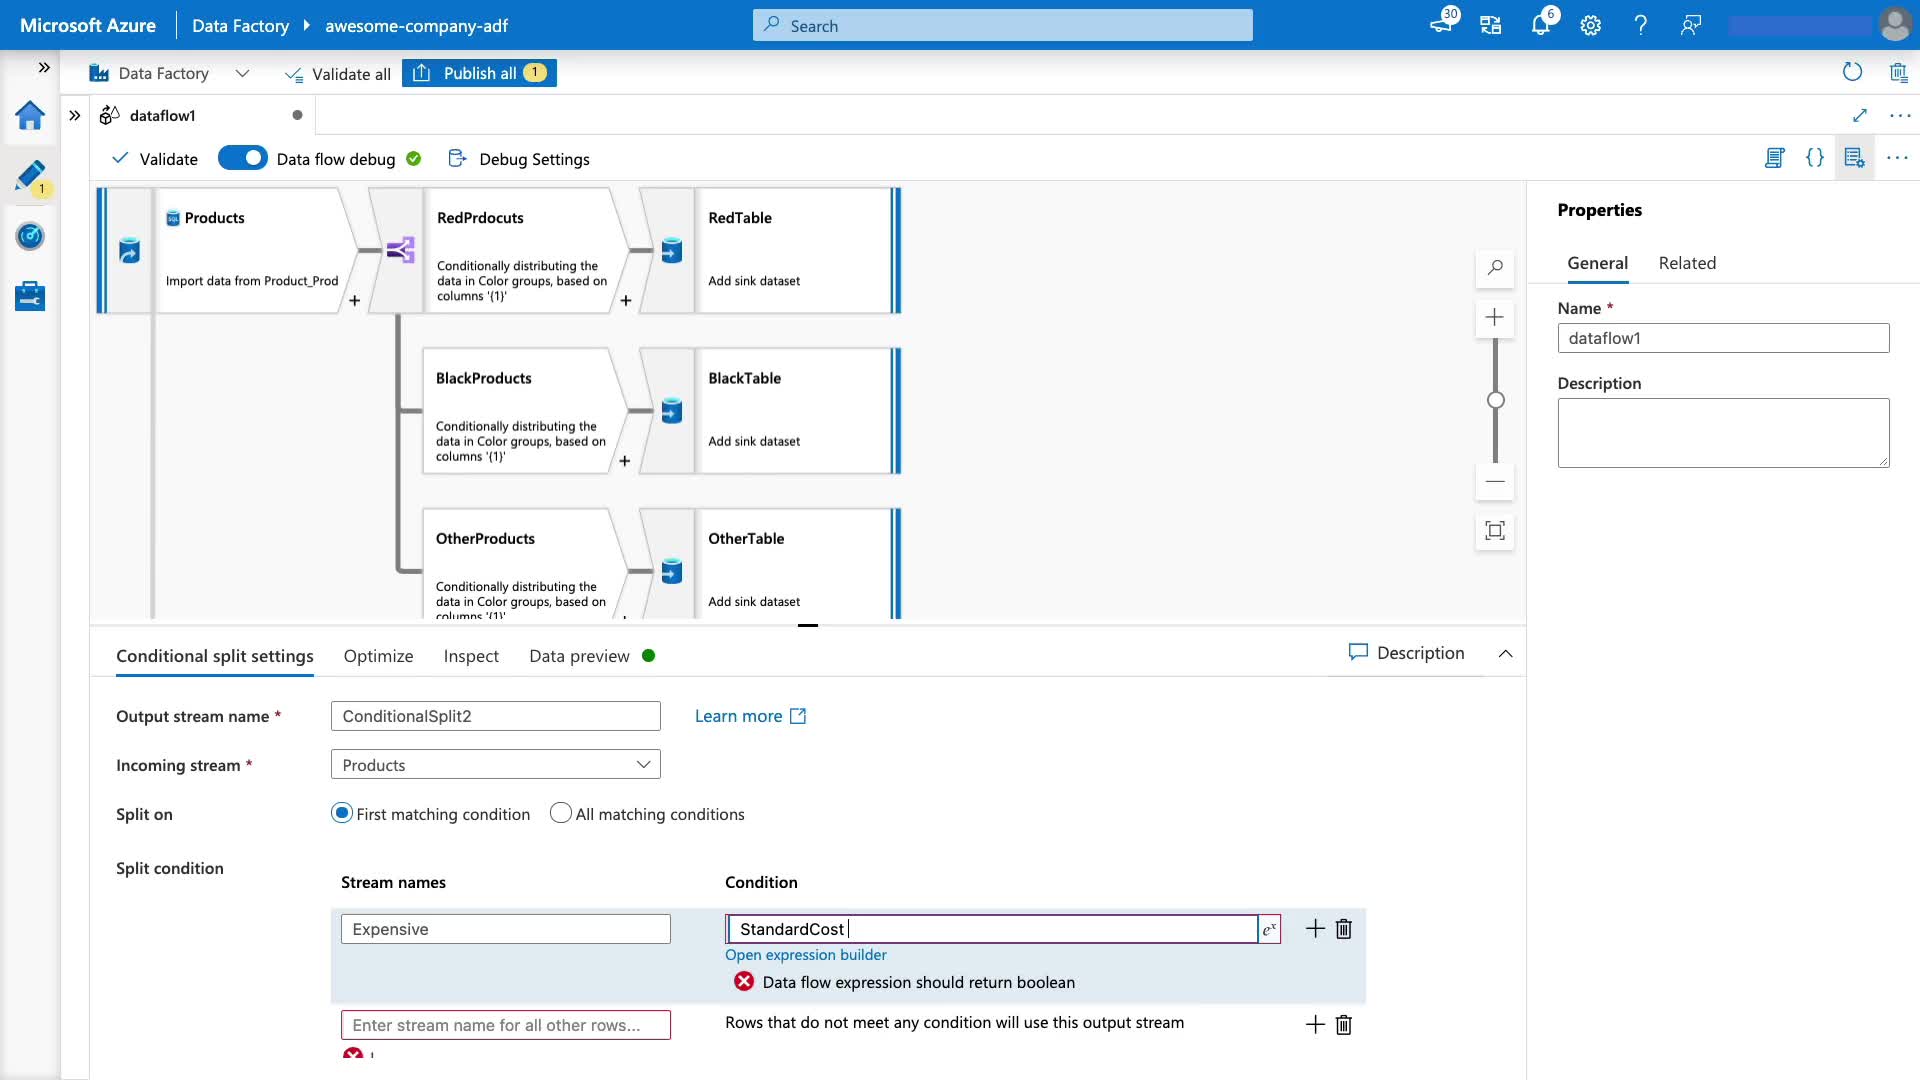 Microsoft Azure
Data Factory
awesome-company-adf
Search
30
6
Data Factory
Validate all
Publish all
1
dataflow1
1
Validate
Data flow debug
Debug Settings
Products
Import data from Product_Prod
+
RedPrdocuts
Conditionally distributing the
data in Color groups, based on
columns '{1}'
+
RedTable
Add sink dataset
BlackProducts
Conditionally distributing the
data in Color groups, based on
columns '{1}'
+
BlackTable
Add sink dataset
OtherProducts
Conditionally distributing the
data in Color groups, based on
columns '{1}'
OtherTable
Add sink dataset
Properties
General
Related
Name *
dataflow1
Description
Conditional split settings
Optimize
Inspect
Data preview
Description
Output stream name *
ConditionalSplit2
Learn more
Incoming stream *
Products
Split on
First matching condition
All matching conditions
Split condition
Stream names
Condition
Expensive
StandardCost
Open expression builder
Data flow expression should return boolean
Enter stream name for all other rows...
Rows that do not meet any condition will use this output stream